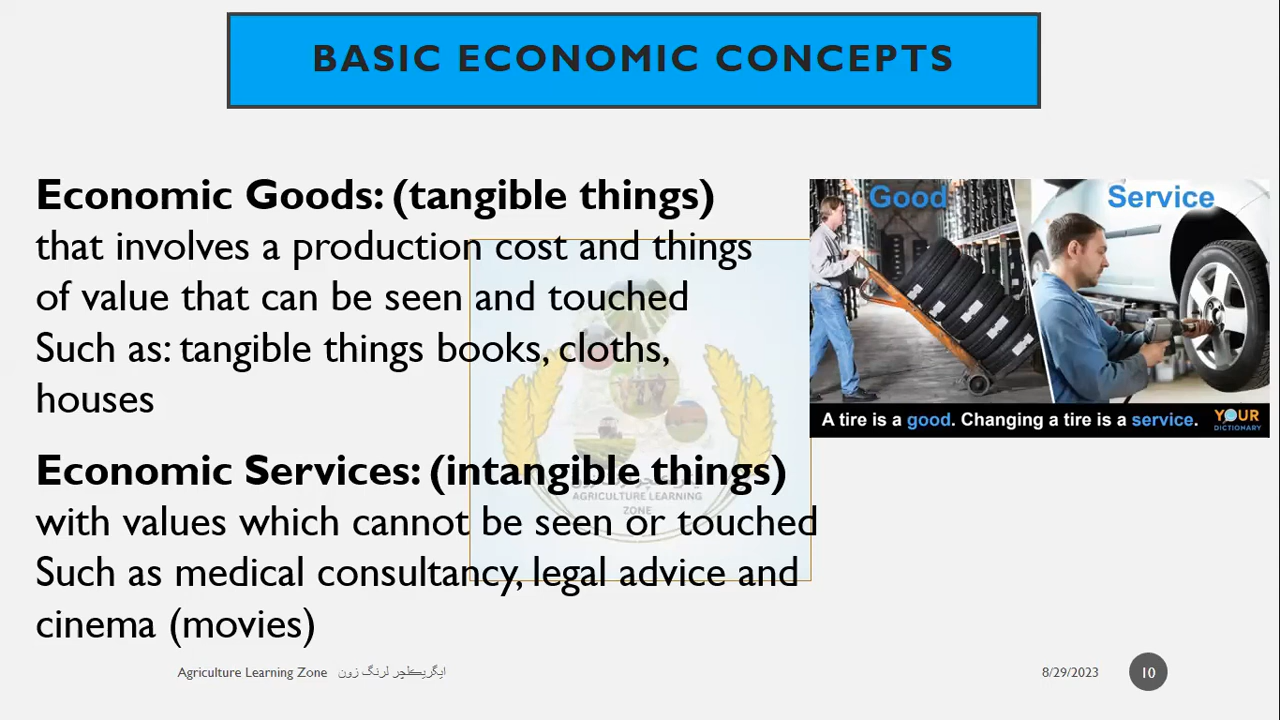 BASIC ECONOMIC CONCEPTS
Economic Goods: (tangible things)
that involves a production cost and things
of value that can be seen and touched
Such as: tangible things books, cloths,
houses
Good
Service
A tire is a good. Changing a tire is a service.
YOUR
DICTIONARY
Economic Services: (intangible things)
with values which cannot be seen or touched
Such as medical consultancy, legal advice and
cinema (movies)
AGRICULTURE LEARNING
ZONE
Agriculture Learning Zone ايگريڪلچر لرنگ زون
8/29/2023
10